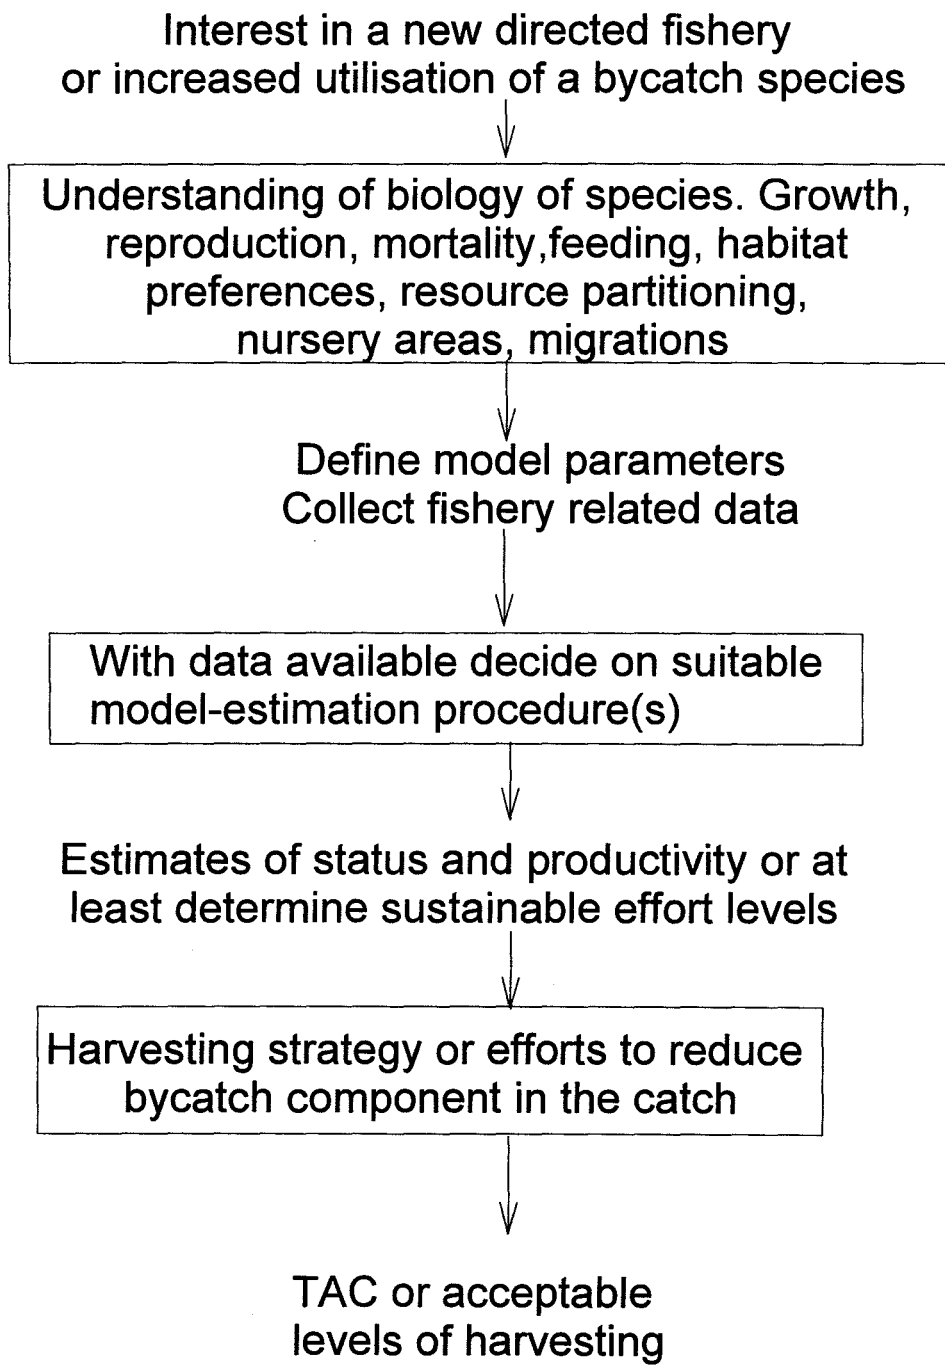 Interest in a new directed fishery
or increased utilisation of a bycatch species
Understanding of biology of species. Growth,
reproduction, mortality,feeding, habitat
preferences, resource partitioning,
nursery areas, migrations
Define model parameters
Collect fishery related data
With data available decide on suitable
model-estimation procedure(s)
Estimates of status and productivity or at
least determine sustainable effort levels
Harvesting strategy or efforts to reduce
bycatch component in the catch
TAC or acceptable
levels of harvesting